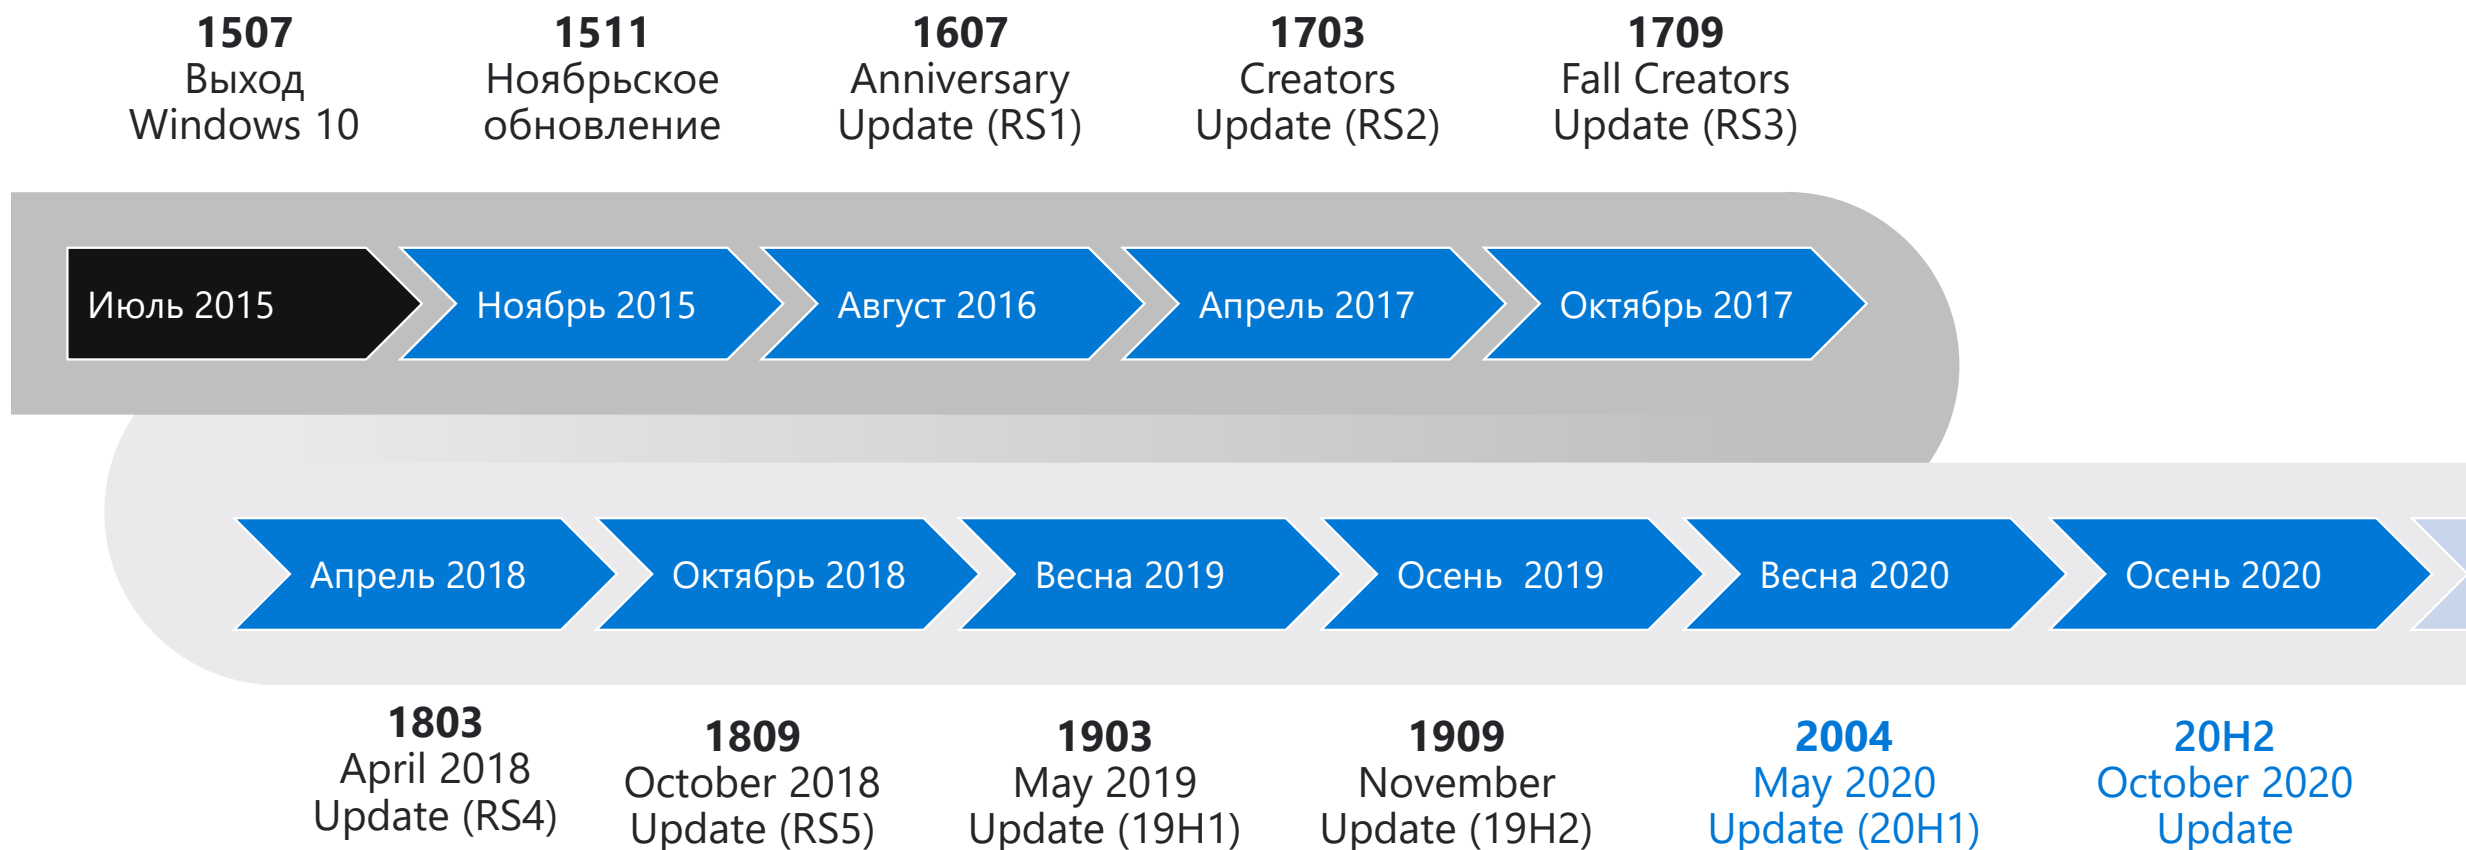 1507
Выход
Windows 10
1511
Ноябрьское
обновление
1607
Anniversary
Update (RS1)
1703
Creators
Update (RS2)
1709
Fall Creators
Update (RS3)
Июль 2015
Ноябрь 2015
Август 2016
Апрель 2017
Октябрь 2017
Апрель 2018
Октябрь 2018
Весна 2019
Осень 2019
Весна 2020
Осень 2020
1803
April 2018
Update (RS4)
1809
October 2018
Update (RS5)
1903
May 2019
Update (19H1)
1909
November
Update (19H2)
2004
May 2020
Update (20H1)
20H2
October 2020
Update